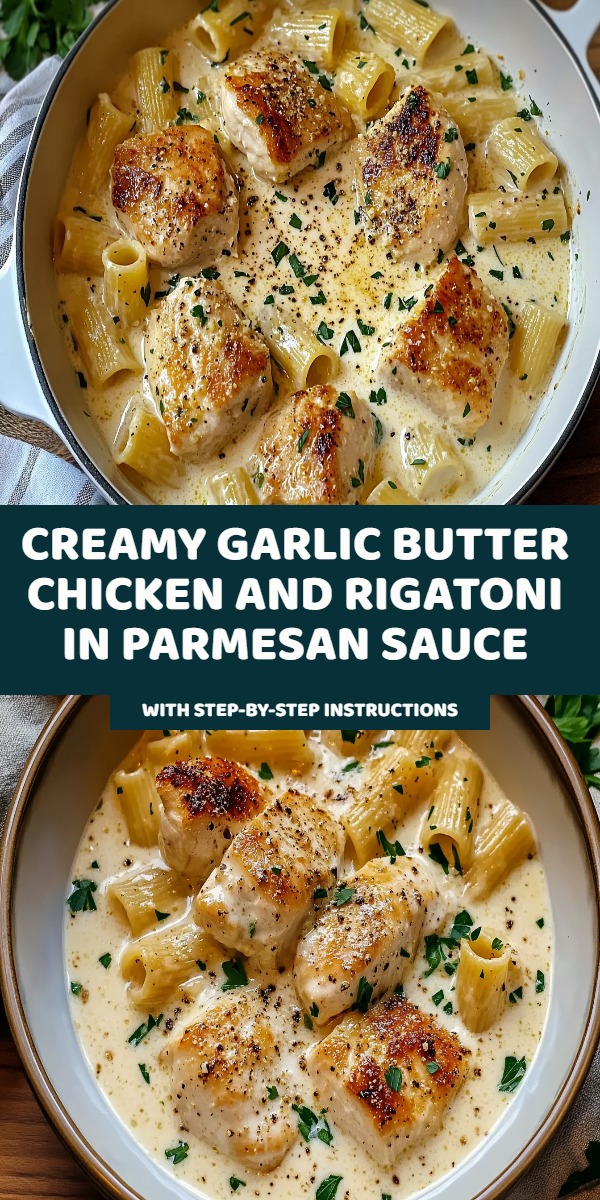 CREAMY GARLIC BUTTER
CHICKEN AND RIGATONI
IN PARMESAN SAUCE
WITH STEP-BY-STEP INSTRUCTIONS